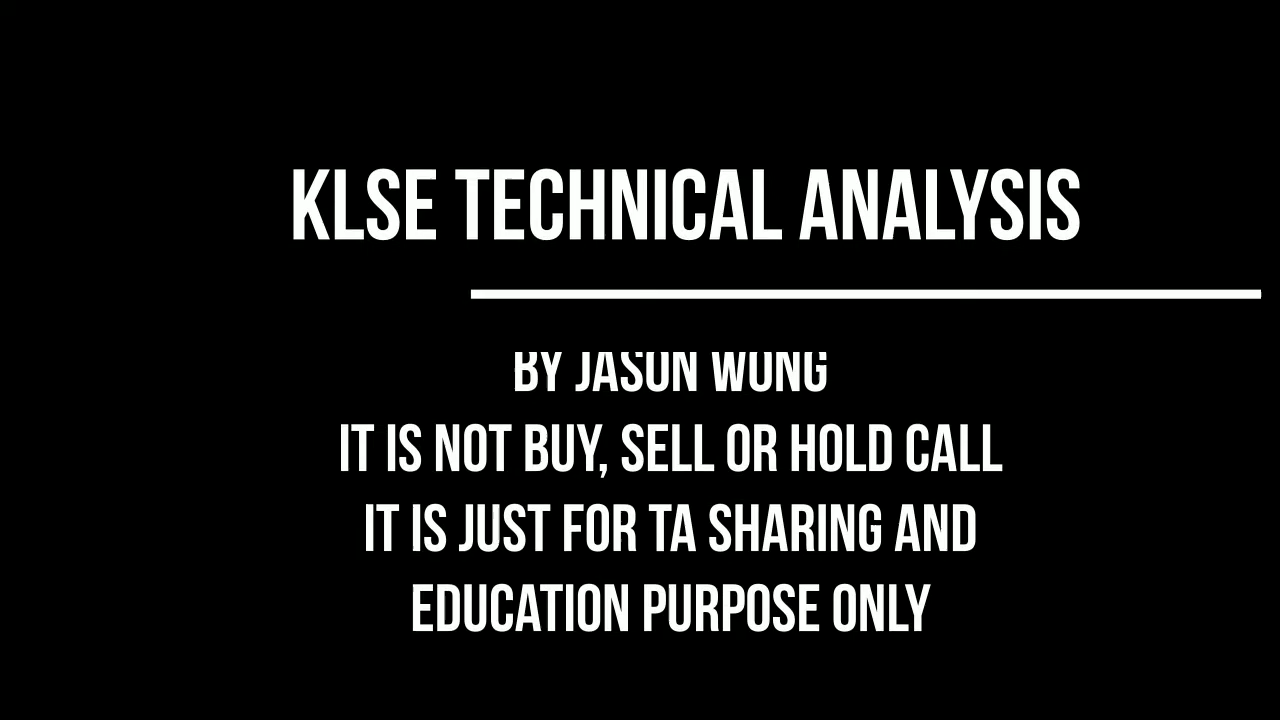 KLSE TECHNICAL ANALYSIS
BY JASON WONG
IT IS NOT BUY, SELL OR HOLD CALL
IT IS JUST FOR TA SHARING AND
EDUCATION PURPOSE ONLY